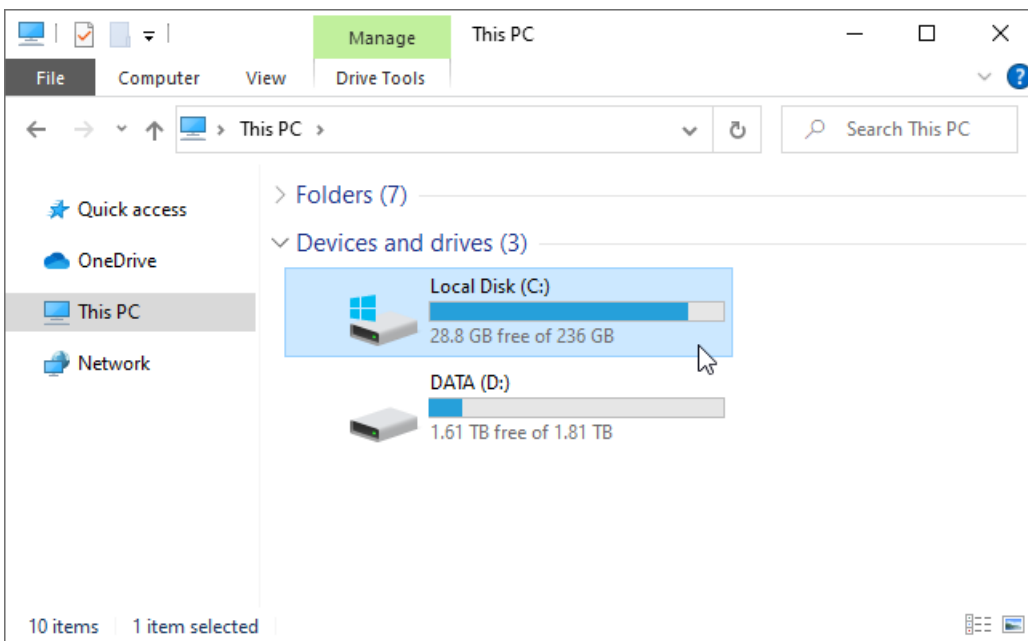 Manage This PC
File Computer View Drive Tools ?
This PC Search This PC
Quick access
OneDrive
This PC
Network
Folders (7)
Devices and drives (3)
Local Disk (C:)
28.8 GB free of 236 GB
DATA (D:)
1.61 TB free of 1.81 TB
10 items 1 item selected